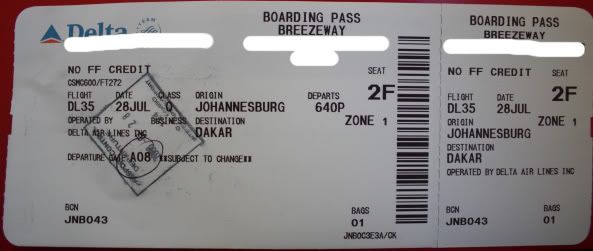 Delta
BOARDING PASS
BREEZEWAY
NO FF CREDIT
SEAT
CSMC600/FT272
2F
FLIGHT DATE CLASS ORIGIN DEPARTS
DL35 28JUL O JOHANNESBURG 640P
OPERATED BY BUSINESS DESTINATION ZONE 1
DELTA AIR LINES INC DAKAR
DEPARTURE GATE A08 **SUBJECT TO CHANGE**
BCN BAGS
JNB043 01
JNB0C3E3A/GK
BOARDING PASS
BREEZEWAY
NO FF CREDIT
SEAT
2F
FLIGHT DATE
DL35 28JUL
ORIGIN ZONE 1
JOHANNESBURG
DESTINATION
DAKAR
OPERATED BY DELTA AIR LINES INC
BCN BAGS
JNB043 01